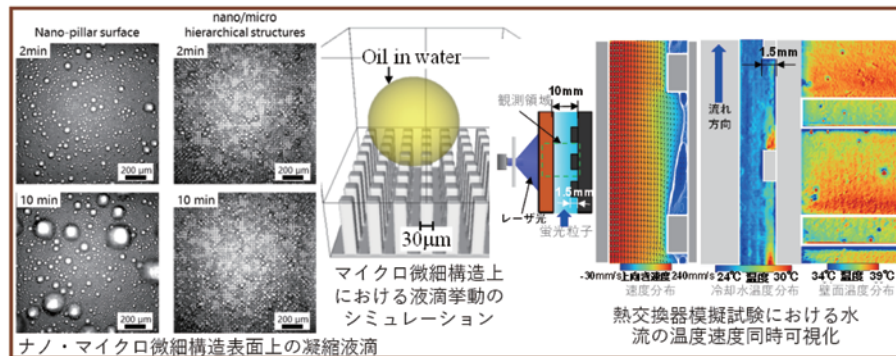 Nano-pillar surface
nano/micro
hierarchical structures
2min
200 μm
2min
200 μm
10 min
200 μm
10 min
200 μm
ナノ・マイクロ微細構造表面上の凝縮液滴
Oil in water
30μm
マイクロ微細構造上
における液滴挙動の
シミュレーション
10mm
観測領域
1.5mm
レーザ光
蛍光粒子
-30mm/s上向き速度240mm/s
速度分布
流れ
方向
1.5mm
24℃ 温度 30℃
冷却水温度分布
34℃ 温度 39℃
壁面温度分布
熱交換器模擬試験における水
流の温度速度同時可視化